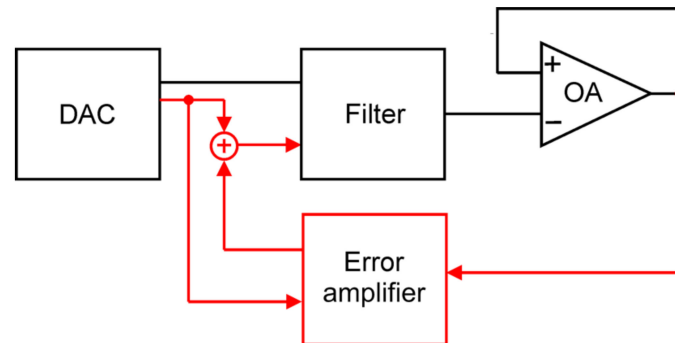 DAC
Filter
+
OA
−
+
Error
amplifier